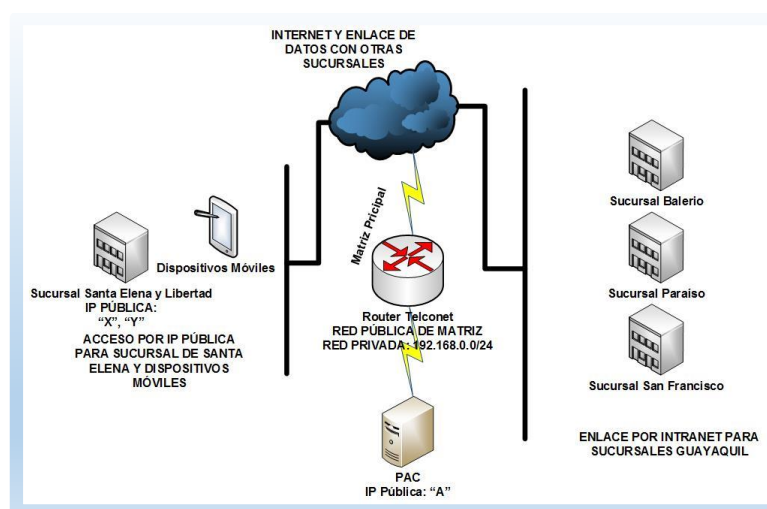 INTERNET Y ENLACE DE
DATOS CON OTRAS
SUCURSALES
Matriz Pricipal
Sucursal Balerio
Dispositivos Móviles
Sucursal Santa Elena y Libertad
IP PÚBLICA:
“X”, “Y”
ACCESO POR IP PÚBLICA
PARA SUCURSAL DE SANTA
ELENA Y DISPOSITIVOS
MÓVILES
Router Telconet
RED PÚBLICA DE MATRIZ
RED PRIVADA: 192.168.0.0/24
Sucursal Paraiso
Sucursal San Francisco
ENLACE POR INTRANET PARA
SUCURSALES GUAYAQUIL
PAC
IP Pública: “A”